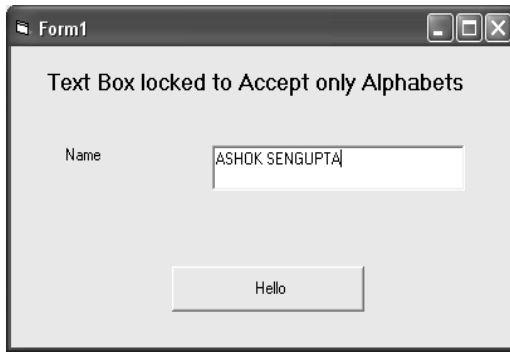 Form1
Text Box locked to Accept only Alphabets
Name
ASHOK SENGUPTA
Hello